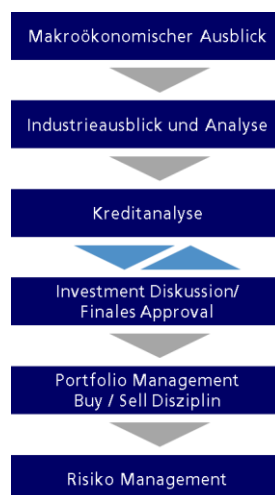 Makroökonomischer Ausblick
Industrieausblick und Analyse
Kreditanalyse
Investment Diskussion/
Finales Approval
Portfolio Management
Buy / Sell Disziplin
Risiko Management